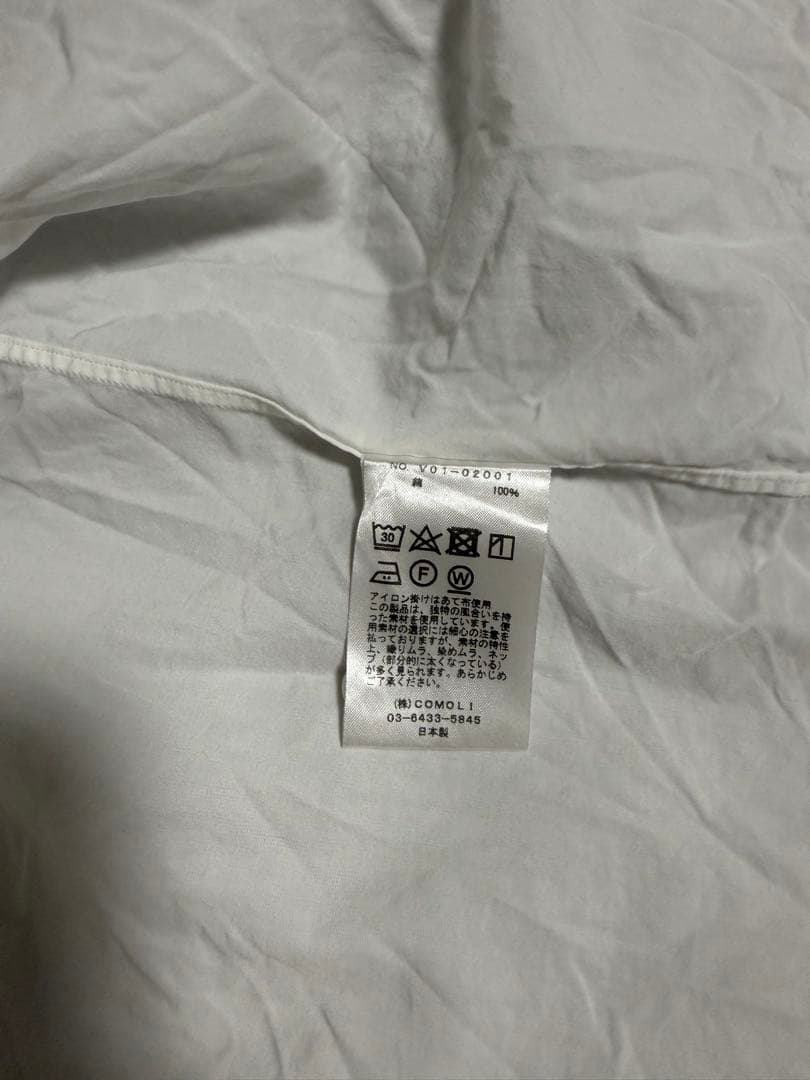 NO. V01-02001
綿 100%
30
F W
アイロン掛けはあて布使用
この製品は、独特の風合いを持
った素材を使用しています。使
用素材の選択には細心の注意を
払っておりますが、素材の特性
上、織りムラ、染めムラ、ネッ
プ(部分的に太くなっている)
が多く見られます。あらかじめ
ご了承ください。
(株)COMOLI
03-6433-5845
日本製